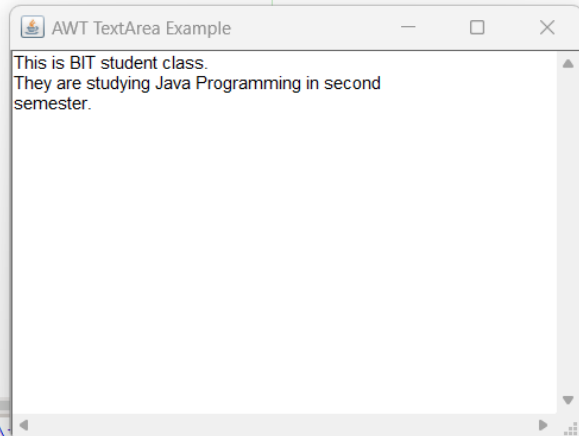 AWT TextArea Example
This is BIT student class.
They are studying Java Programming in second
semester.